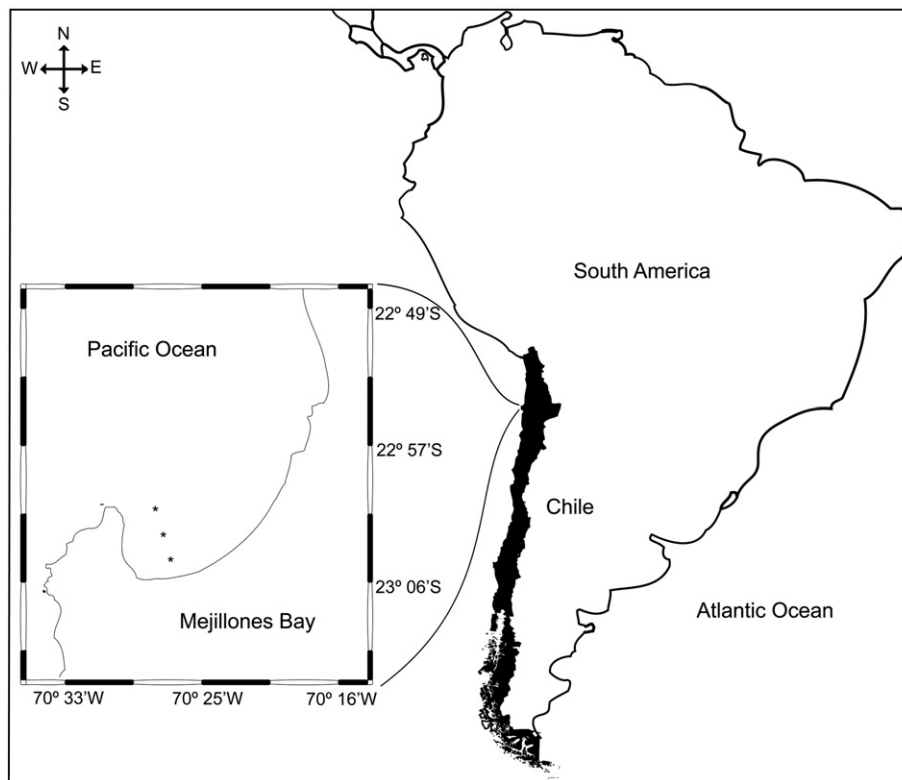 N
W E
S
South America
22º 49'S
Pacific Ocean
22º 57'S
Chile
23º 06'S
Atlantic Ocean
Mejillones Bay
70º 33'W 70º 25'W 70º 16'W